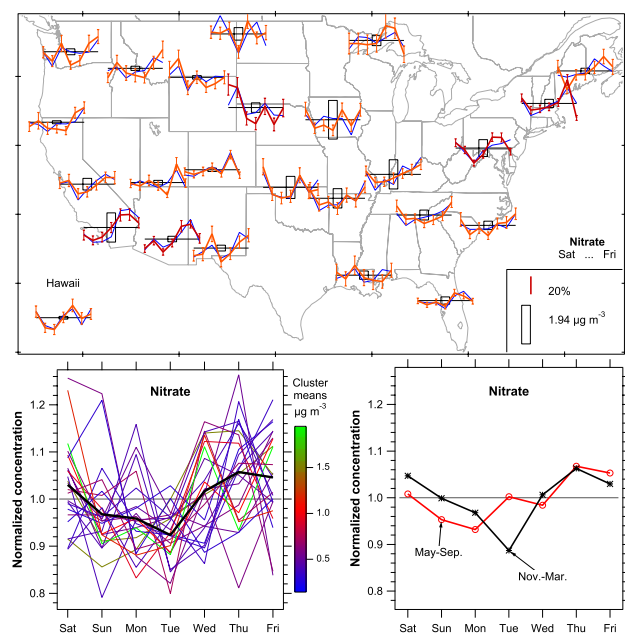 Hawaii
Nitrate
Sat ... Fri
20%
1.94 µg m⁻³
Nitrate
Cluster
means
µg m⁻³
1.2
1.1
1.0
0.9
0.8
1.5
1.0
0.5
Normalized concentration
Sat Sun Mon Tue Wed Thu Fri
Nitrate
1.2
1.1
1.0
0.9
0.8
Normalized concentration
May-Sep.
Nov.-Mar.
Sat Sun Mon Tue Wed Thu Fri